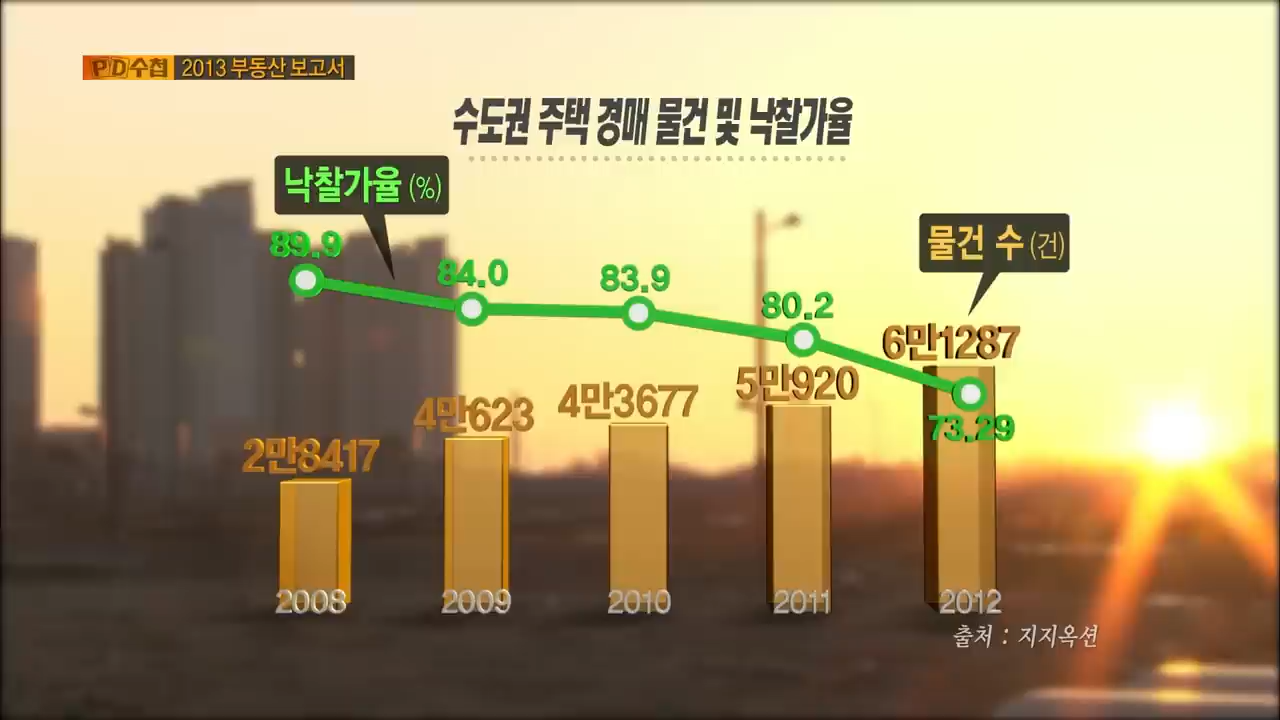 PD수첩 2013 부동산 보고서
수도권 주택 경매 물건 및 낙찰가율
낙찰가율 (%)
물건 수 (건)
89.9
84.0
83.9
80.2
73.29
2만8417
4만623
4만3677
5만920
6만1287
2008
2009
2010
2011
2012
출처 : 지지옥션